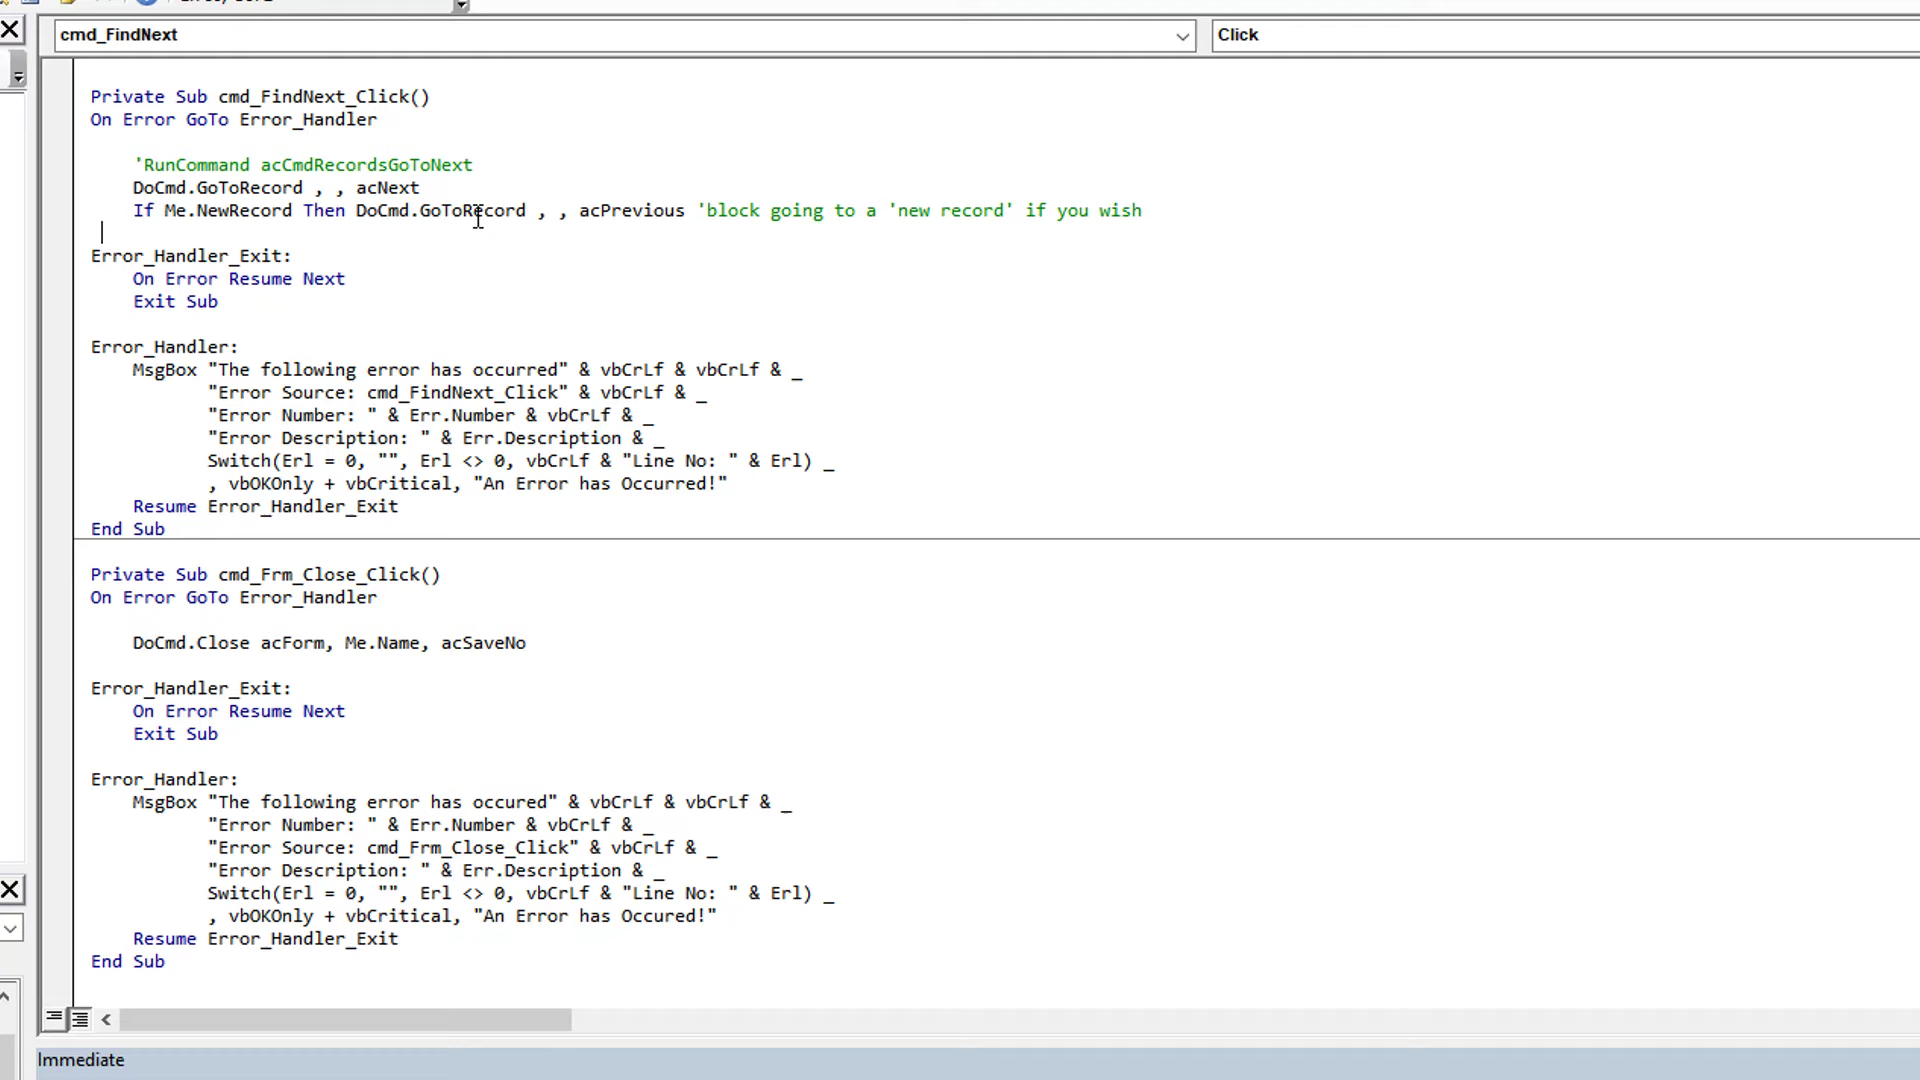 cmd_FindNext
Click
Private Sub cmd_FindNext_Click()
On Error GoTo Error_Handler
'RunCommand acCmdRecordsGoToNext
DoCmd.GoToRecord , , acNext
If Me.NewRecord Then DoCmd.GoToRecord , , acPrevious 'block going to a 'new record' if you wish
Error_Handler_Exit:
On Error Resume Next
Exit Sub
Error_Handler:
MsgBox "The following error has occurred" & vbCrLf & vbCrLf & _
"Error Source: cmd_FindNext_Click" & vbCrLf & _
"Error Number: " & Err.Number & vbCrLf & _
"Error Description: " & Err.Description & _
Switch(Erl = 0, "", Erl <> 0, vbCrLf & "Line No: " & Erl) _
, vbOKOnly + vbCritical, "An Error has Occurred!"
Resume Error_Handler_Exit
End Sub
Private Sub cmd_Frm_Close_Click()
On Error GoTo Error_Handler
DoCmd.Close acForm, Me.Name, acSaveNo
Error_Handler_Exit:
On Error Resume Next
Exit Sub
Error_Handler:
MsgBox "The following error has occured" & vbCrLf & vbCrLf & _
"Error Number: " & Err.Number & vbCrLf & _
"Error Source: cmd_Frm_Close_Click" & vbCrLf & _
"Error Description: " & Err.Description & _
Switch(Erl = 0, "", Erl <> 0, vbCrLf & "Line No: " & Erl) _
, vbOKOnly + vbCritical, "An Error has Occured!"
Resume Error_Handler_Exit
End Sub
Immediate